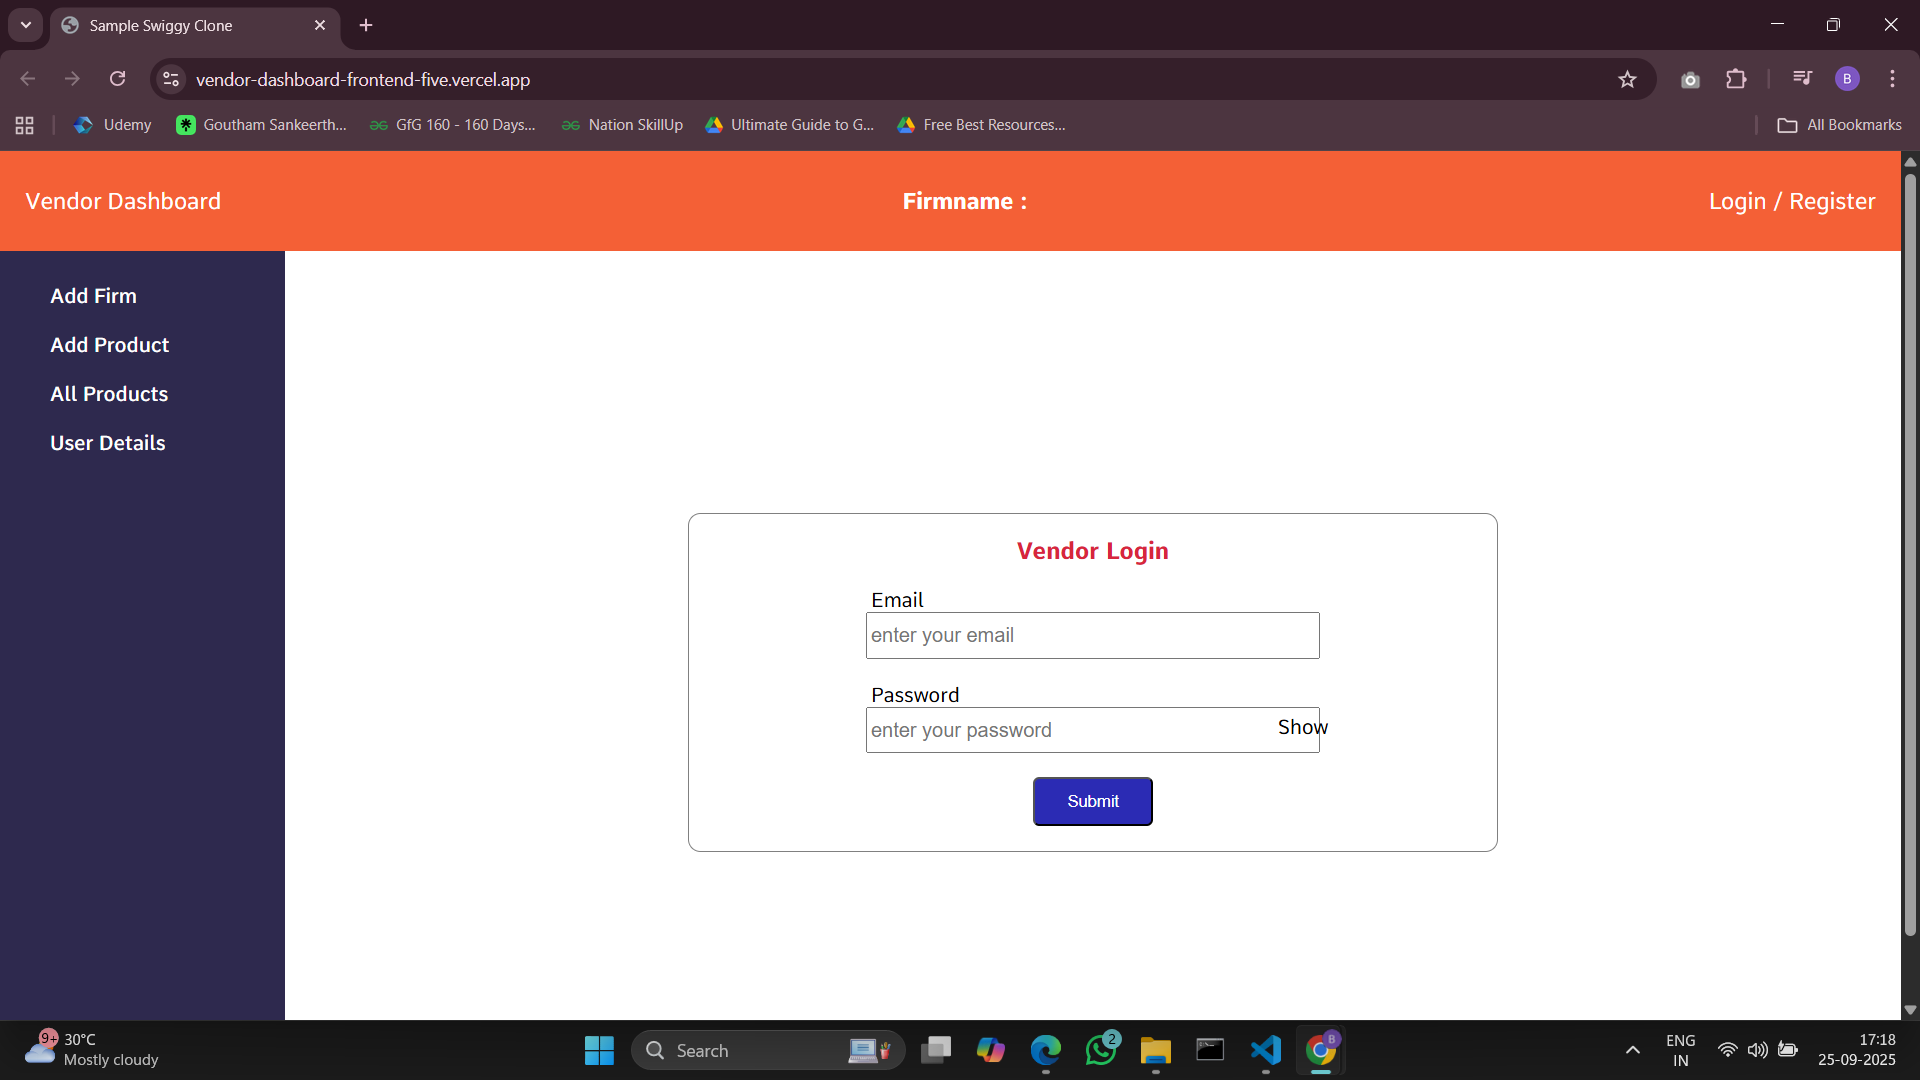 Sample Swiggy Clone
vendor-dashboard-frontend-five.vercel.app
B
Udemy
Goutham Sankeerth...
GfG 160 - 160 Days...
Nation SkillUp
Ultimate Guide to G...
Free Best Resources...
All Bookmarks
Vendor Dashboard
Firmname :
Login / Register
Add Firm
Add Product
All Products
User Details
Vendor Login
Email
enter your email
Password
enter your password
Show
Submit
9+
30°C
Mostly cloudy
Search
2
B
ENG
IN
17:18
25-09-2025